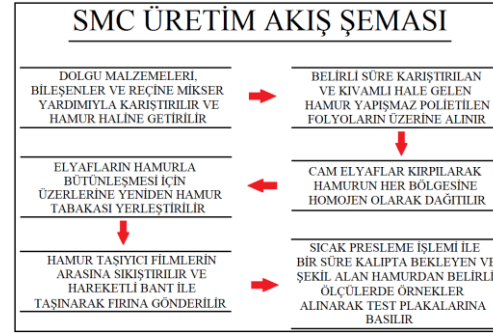 SMC ÜRETİM AKIŞ ŞEMASI
DOLGU MALZEMELERİ,
BİLEŞENLER VE REÇİNE MİKSER
YARDIMIYLA KARIŞTIRILIR VE
HAMUR HALİNE GETİRİLİR
BELİRLİ SÜRE KARIŞTIRILAN
VE KIVAMLI HALE GELEN
HAMUR YAPIŞMAZ POLİETİLEN
FOLYOLARIN ÜZERİNE ALINIR
CAM ELYAFLAR KIRPILARAK
HAMURUN HER BÖLGESİNE
HOMOJEN OLARAK DAĞITILIR
ELYAFLARIN HAMURLA
BÜTÜNLEŞMESİ İÇİN
ÜZERLERİNE YENİDEN HAMUR
TABAKASI YERLEŞTİRİLİR
HAMUR TAŞIYICI FİLMLERİN
ARASINA SIKIŞTIRILIR VE
HAREKETLİ BANT İLE
TAŞINARAK FIRINA GÖNDERİLİR
SICAK PRESLEME İŞLEMİ İLE
BİR SÜRE KALIPTA BEKLEYEN VE
ŞEKİL ALAN HAMURDAN BELİRLİ
ÖLÇÜLERDE ÖRNEKLER
ALINARAK TEST PLAKALARINA
BASILIR